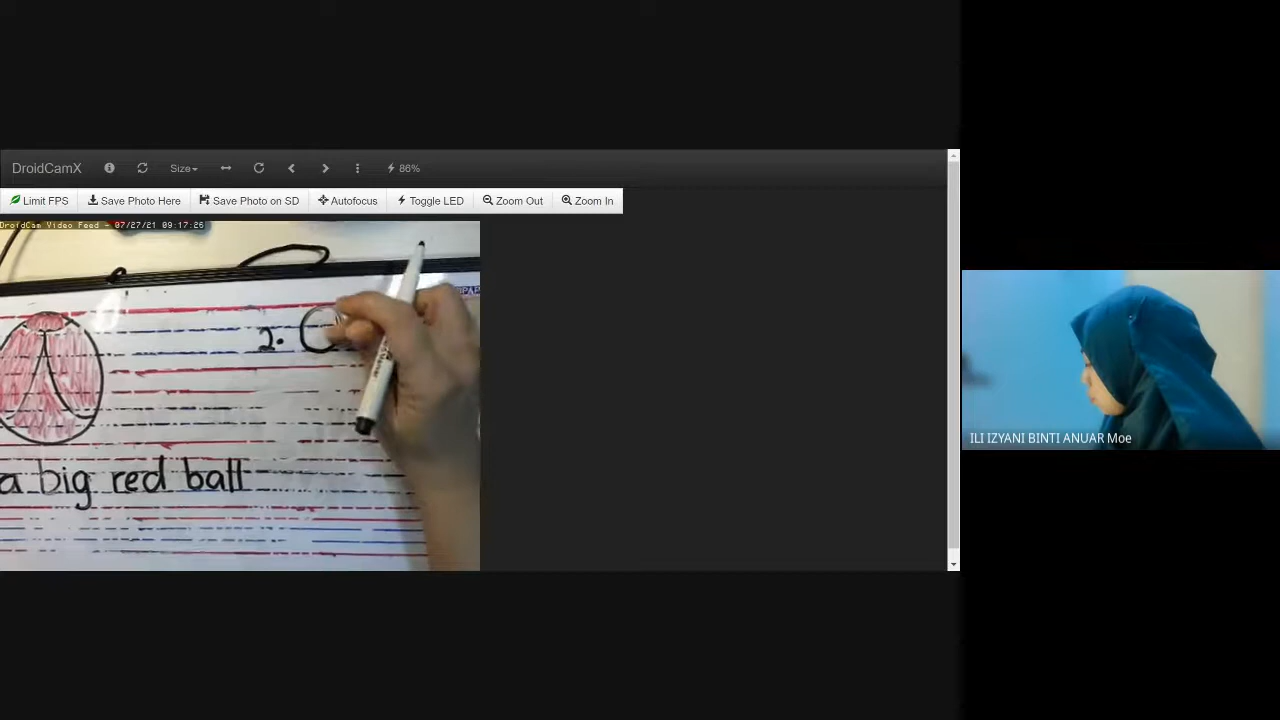 DroidCamX
Size
86%
Limit FPS
Save Photo Here
Save Photo on SD
Autofocus
Toggle LED
Zoom Out
Zoom In
DroidCam Video Feed - 07/27/21 09:17:26
2.
a big red ball
ILI IZYANI BINTI ANUAR Moe